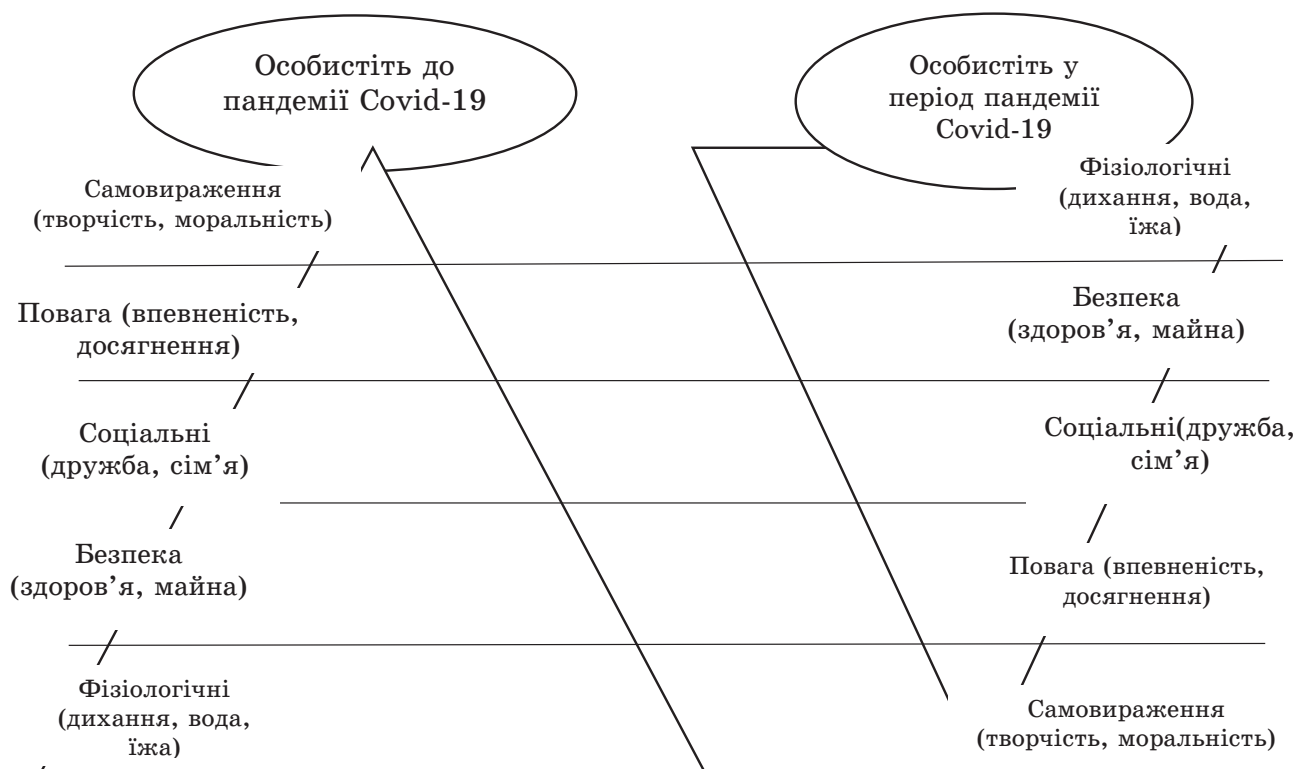 Особистіть до
пандемії Covid-19
Особистіть у
період пандемії
Covid-19
Самовираження
(творчість, моральність)
Фізіологічні
(дихання, вода,
їжа)
Повага (впевненість,
досягнення)
Безпека
(здоров’я, майна)
Соціальні
(дружба, сім’я)
Соціальні(дружба,
сім’я)
Безпека
(здоров’я, майна)
Повага (впевненість,
досягнення)
Фізіологічні
(дихання, вода,
їжа)
Самовираження
(творчість, моральність)